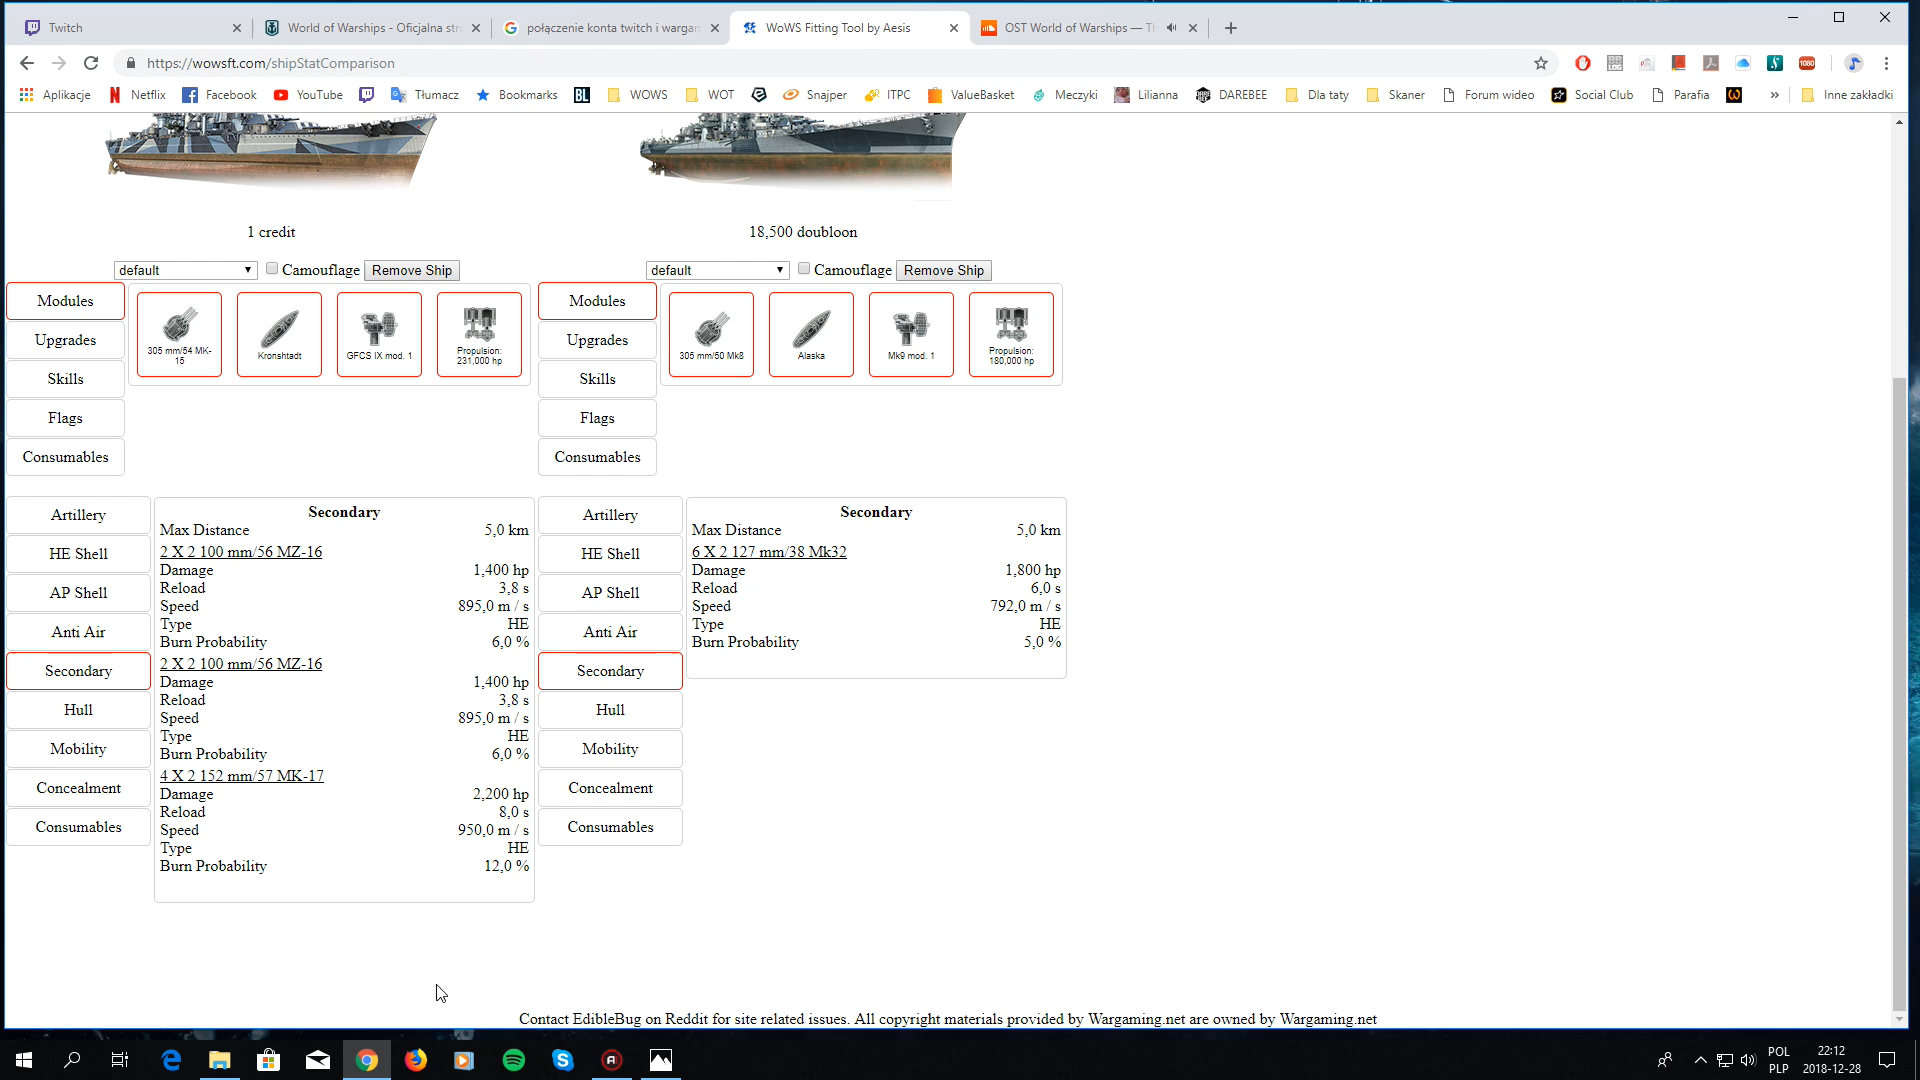 Twitch
World of Warships - Oficjalna str
połączenie konta twitch i wargam
WoWS Fitting Tool by Aesis
OST World of Warships — Th
https://wowsft.com/shipStatComparison
1080
Aplikacje
Netflix
Facebook
YouTube
Tłumacz
Bookmarks
BL
WOWS
WOT
Snajper
ITPC
ValueBasket
Meczyki
Lilianna
DAREBEE
Dla taty
Skaner
Forum wideo
Social Club
Parafia
»
Inne zakładki
1 credit
18,500 doubloon
default
Camouflage
Remove Ship
default
Camouflage
Remove Ship
Modules
Upgrades
Skills
Flags
Consumables
305 mm/54 MK-
15
Kronshtadt
GFCS IX mod. 1
Propulsion:
231,000 hp
Modules
Upgrades
Skills
Flags
Consumables
305 mm/50 Mk8
Alaska
Mk9 mod. 1
Propulsion:
180,000 hp
Artillery
HE Shell
AP Shell
Anti Air
Secondary
Hull
Mobility
Concealment
Consumables
Secondary
Max Distance 5,0 km
2 X 2 100 mm/56 MZ-16
Damage 1,400 hp
Reload 3,8 s
Speed 895,0 m / s
Type HE
Burn Probability 6,0 %
2 X 2 100 mm/56 MZ-16
Damage 1,400 hp
Reload 3,8 s
Speed 895,0 m / s
Type HE
Burn Probability 6,0 %
4 X 2 152 mm/57 MK-17
Damage 2,200 hp
Reload 8,0 s
Speed 950,0 m / s
Type HE
Burn Probability 12,0 %
Artillery
HE Shell
AP Shell
Anti Air
Secondary
Hull
Mobility
Concealment
Consumables
Secondary
Max Distance 5,0 km
6 X 2 127 mm/38 Mk32
Damage 1,800 hp
Reload 6,0 s
Speed 792,0 m / s
Type HE
Burn Probability 5,0 %
Contact EdibleBug on Reddit for site related issues. All copyright materials provided by Wargaming.net are owned by Wargaming.net
POL
PLP
22:12
2018-12-28